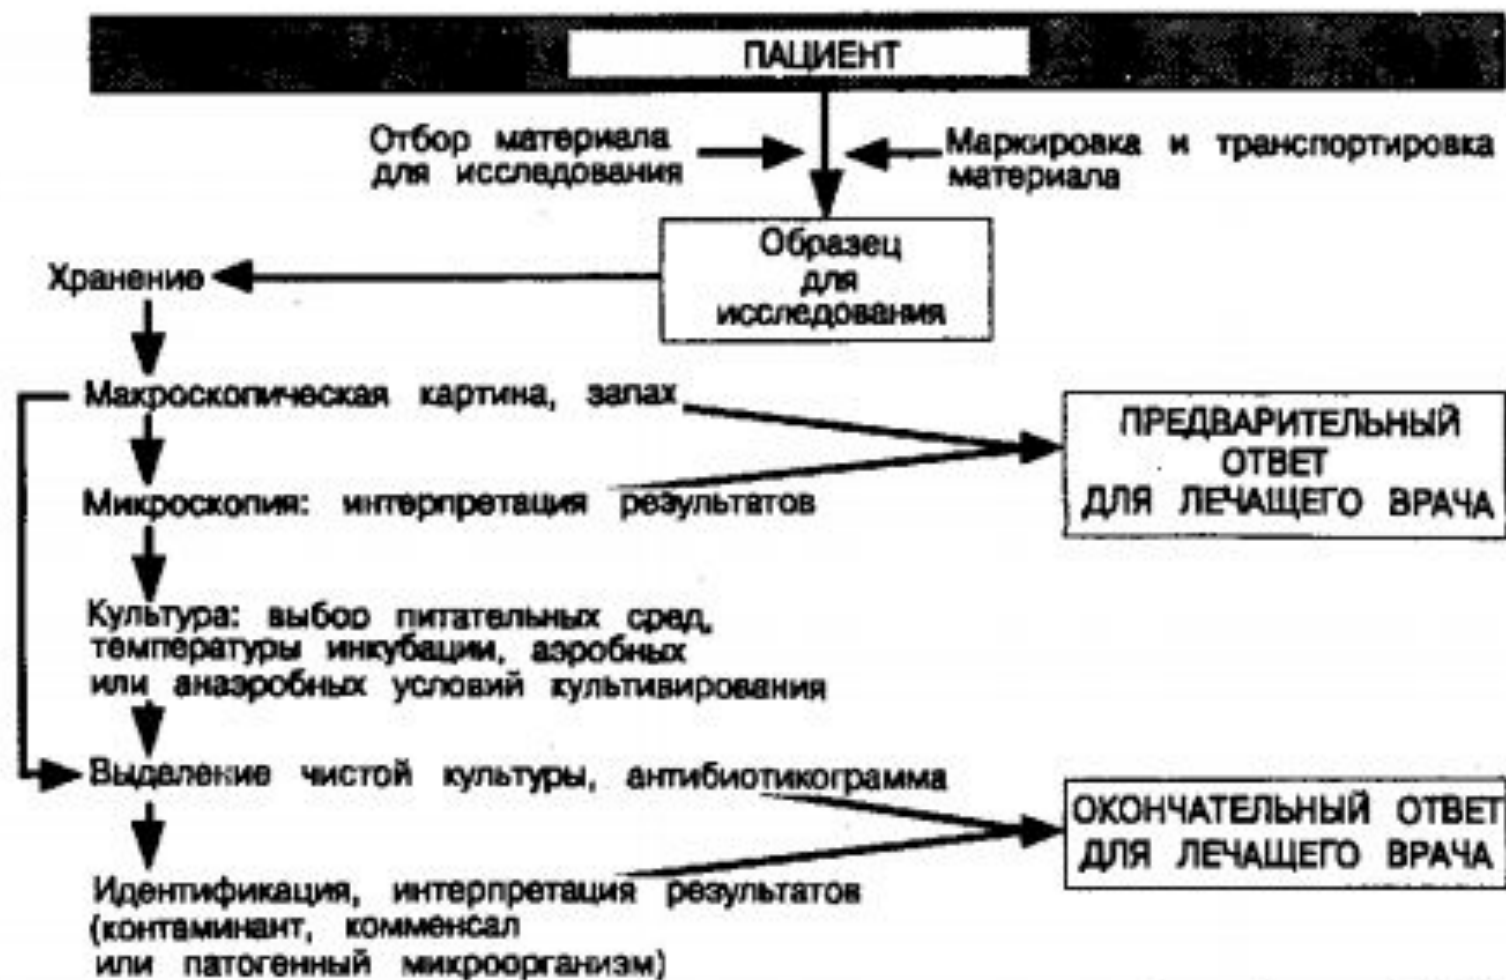 ПАЦИЕНТ
Отбор материала
для исследования
Маркировка и транспортировка
материала
Образец
для
исследования
Хранение
Макроскопическая картина, запах
ПРЕДВАРИТЕЛЬНЫЙ
ОТВЕТ
ДЛЯ ЛЕЧАЩЕГО ВРАЧА
Микроскопия: интерпретация результатов
Культура: выбор питательных сред,
температуры инкубации, аэробных
или анаэробных условий культивирования
Выделение чистой культуры, антибиотикограмма
ОКОНЧАТЕЛЬНЫЙ ОТВЕТ
ДЛЯ ЛЕЧАЩЕГО ВРАЧА
Идентификация, интерпретация результатов
(контаминант, комменсал
или патогенный микроорганизм)